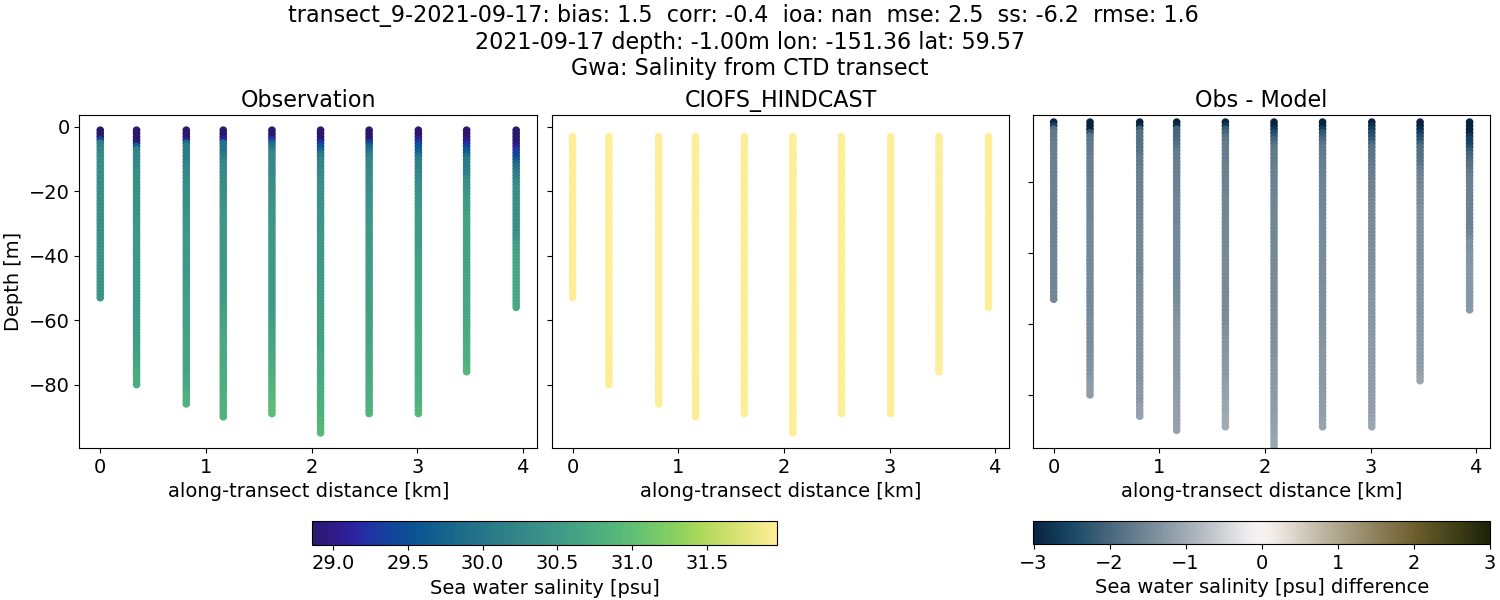 transect_9-2021-09-17: bias: 1.5  corr: -0.4  ioa: nan  mse: 2.5  ss: -6.2  rmse: 1.6
2021-09-17 depth: -1.00m lon: -151.36 lat: 59.57
Gwa: Salinity from CTD transect
Observation
CIOFS_HINDCAST
Obs - Model
Depth [m]
0
−20
−40
−60
−80
0 1 2 3 4
0 1 2 3 4
0 1 2 3 4
along-transect distance [km]
along-transect distance [km]
along-transect distance [km]
29.0 29.5 30.0 30.5 31.0 31.5
Sea water salinity [psu]
−3 −2 −1 0 1 2 3
Sea water salinity [psu] difference